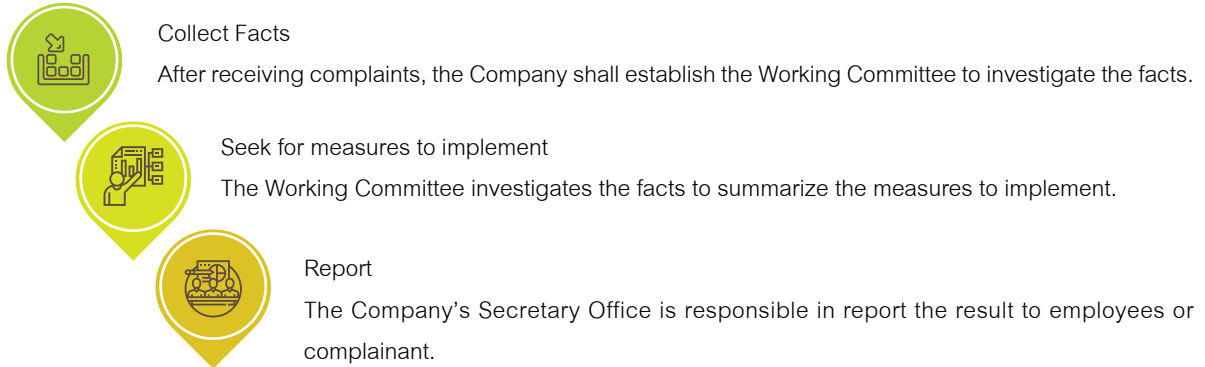 Collect Facts
After receiving complaints, the Company shall establish the Working Committee to investigate the facts.
Seek for measures to implement
The Working Committee investigates the facts to summarize the measures to implement.
Report
The Company's Secretary Office is responsible in report the result to employees or
complainant.